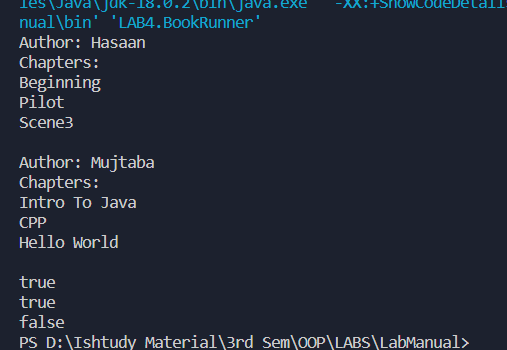 les\Java\jdk-18.0.2\bin\java.exe' '-XX:+ShowCodeDetails
nual\bin' 'LAB4.BookRunner'
Author: Hasaan
Chapters:
Beginning
Pilot
Scene3
Author: Mujtaba
Chapters:
Intro To Java
CPP
Hello World
true
true
false
PS D:\Ishtudy Material\3rd Sem\OOP\LABS\LabManual>